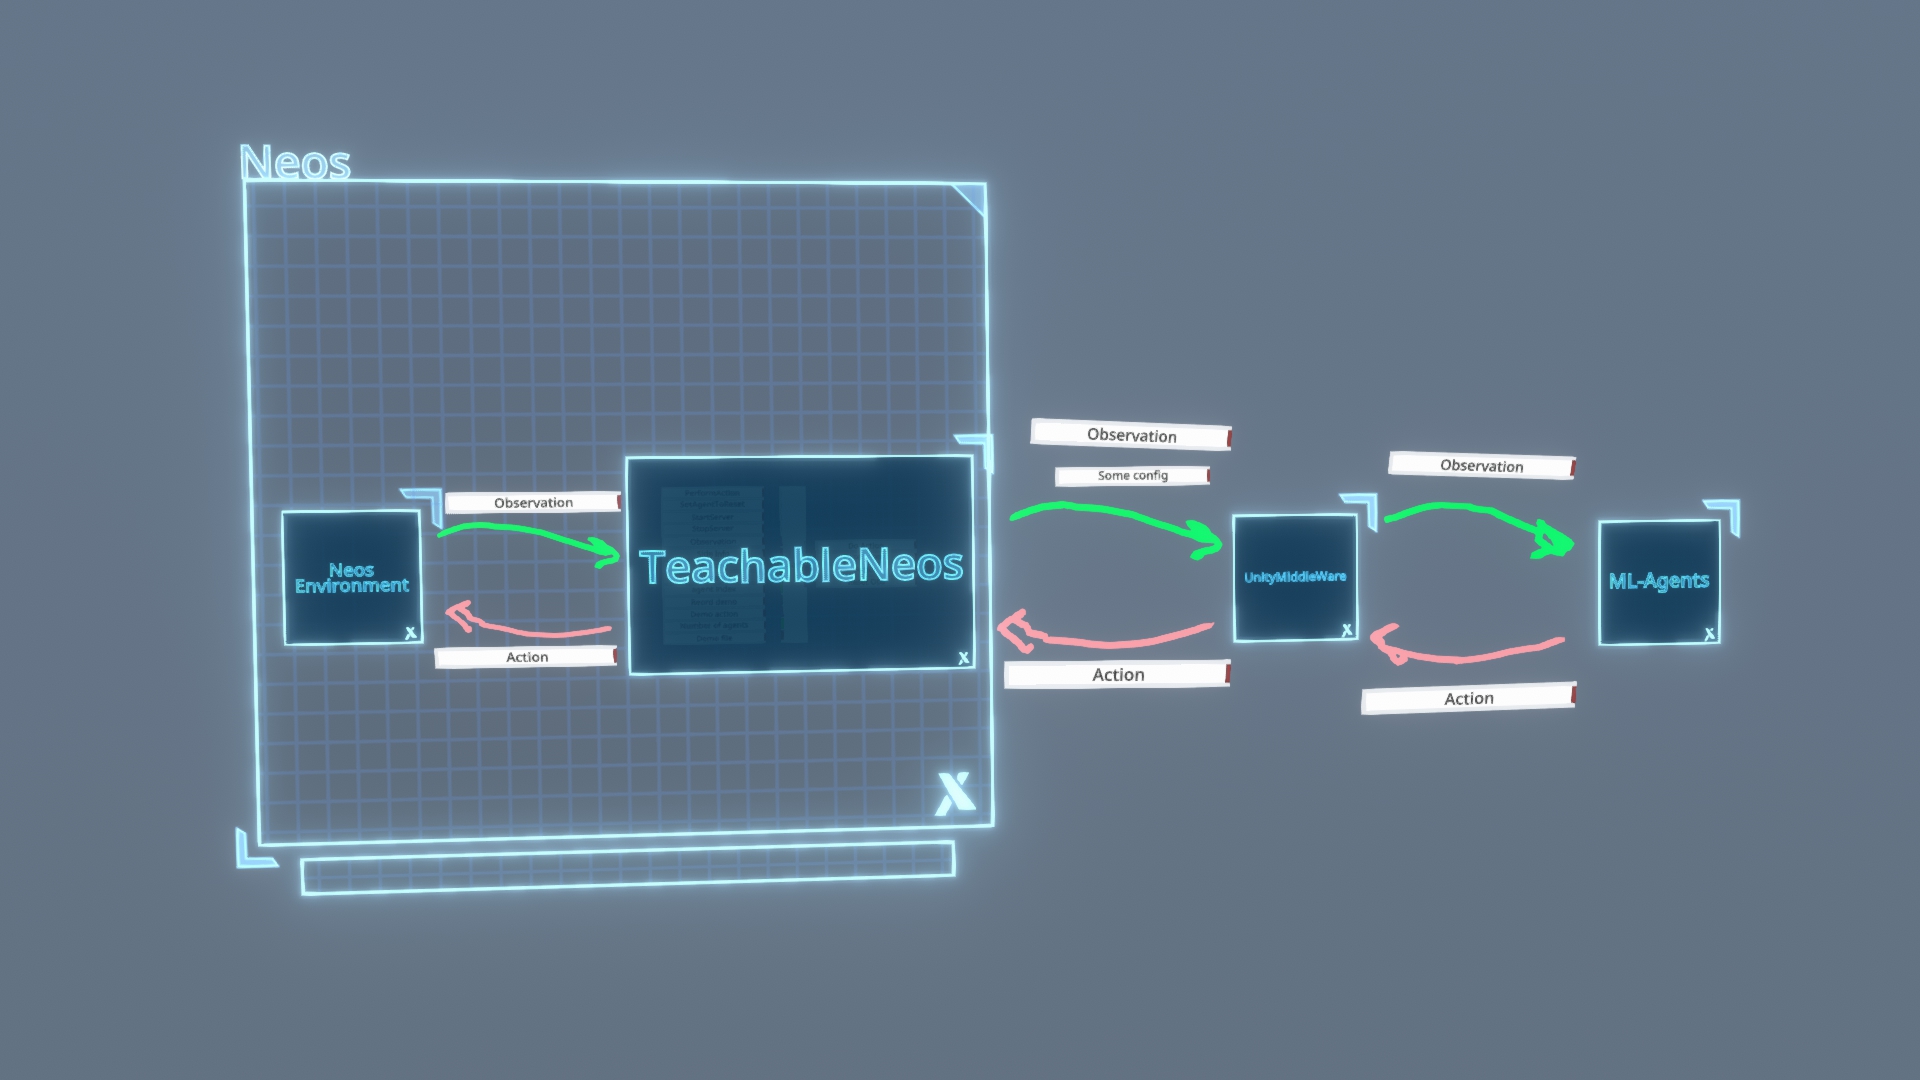 Neos
Observation
Some config
Observation
Observation
Neos
Environment
TeachableNeos
UnityMiddleWare
ML-Agents
Action
Action
Action